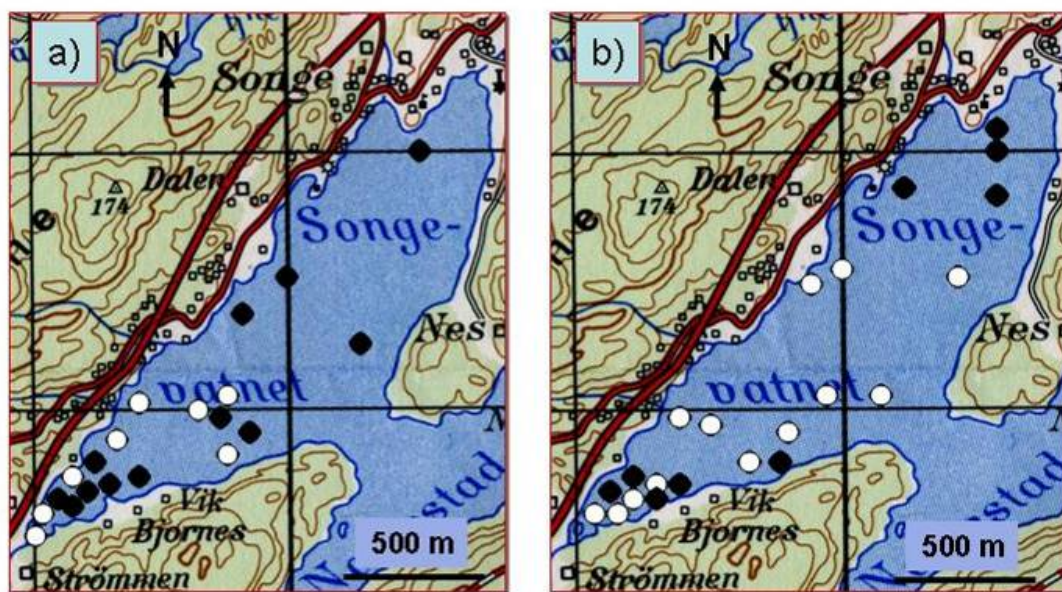 a)
N
Songe
Dalen
174
Songe-
Nes
vatnet
Vik
Bjornes
500 m
Strömmen
b)
N
Songe
Dalen
174
Songe-
Nes
vatnet
Vik
Bjornes
500 m
Strömmen